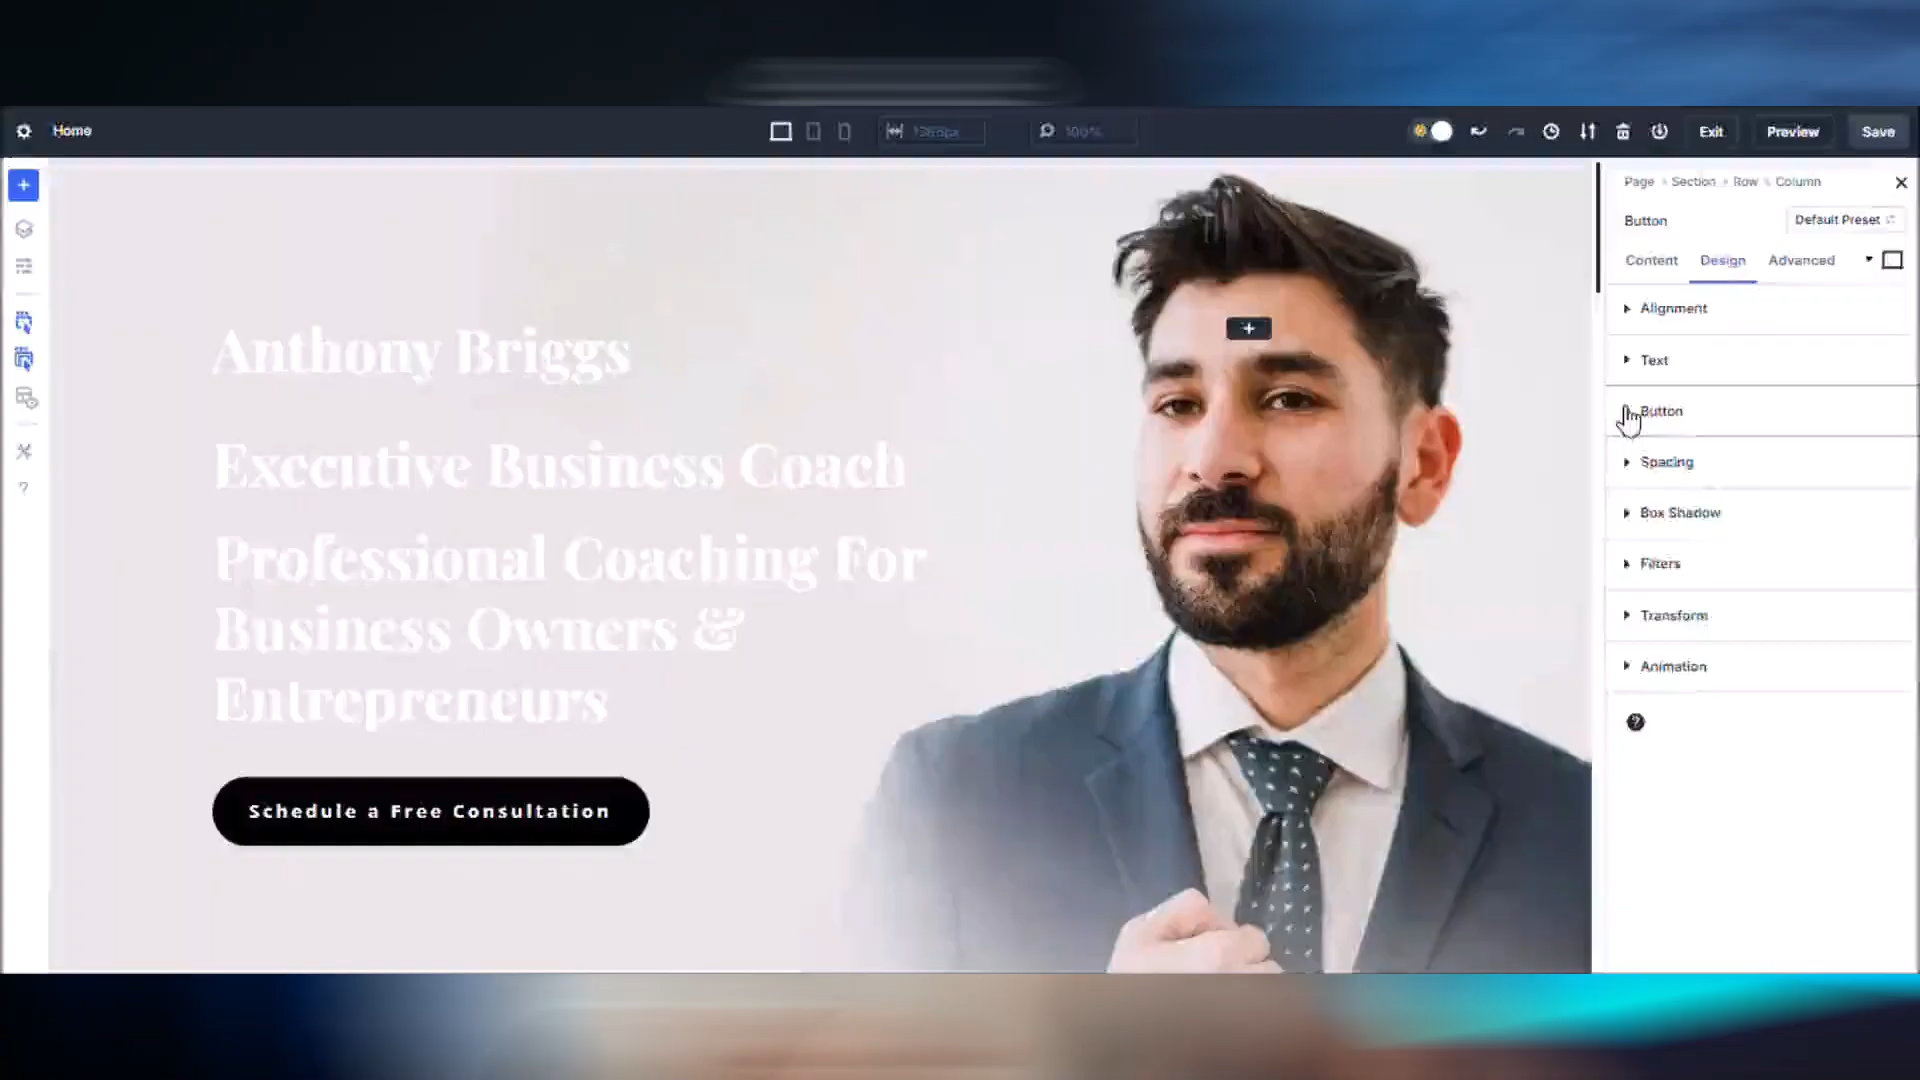 Home
100%
Exit
Preview
Save
Page
Section
Row
Column
Button
Default Preset
Content
Design
Advanced
Alignment
Text
Button
Spacing
Box Shadow
Filters
Transform
Animation
?
?
Anthony Briggs
Executive Business Coach
Professional Coaching For
Business Owners &
Entrepreneurs
Schedule a Free Consultation